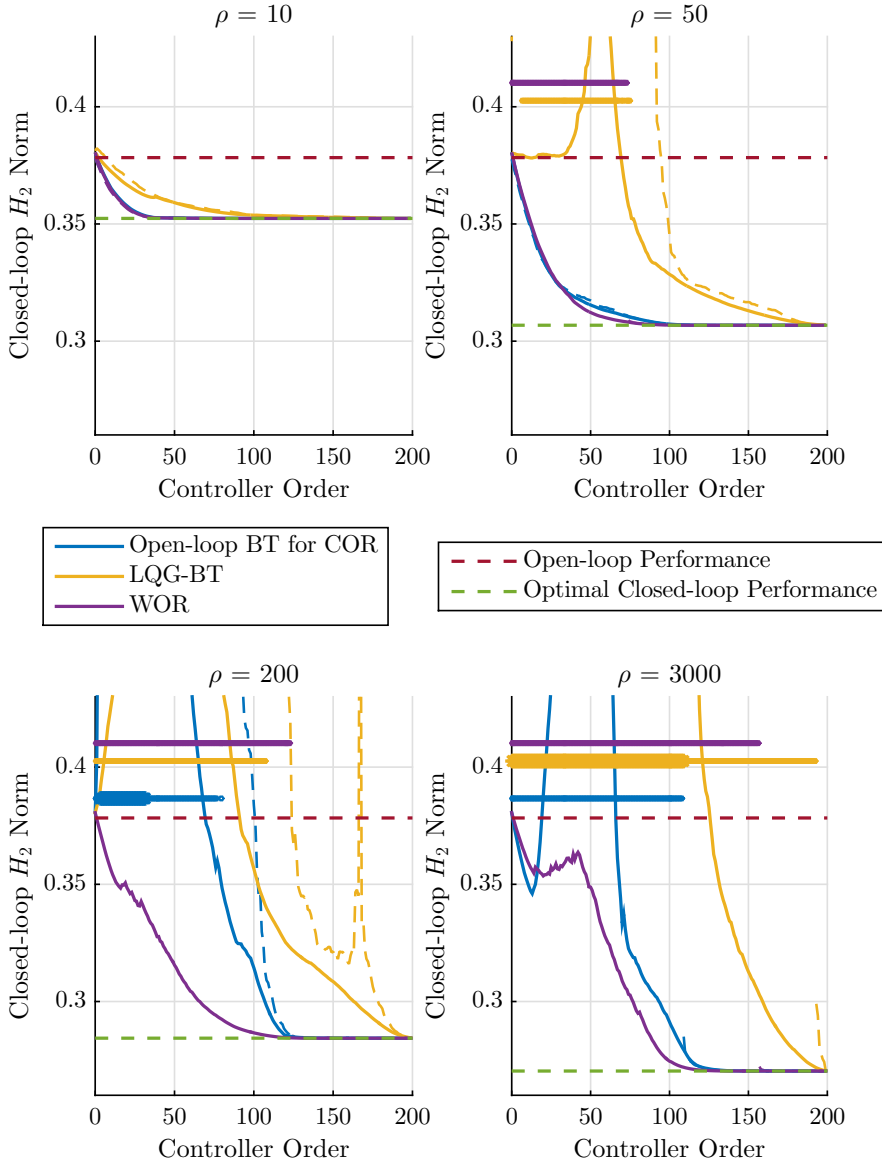 ρ = 10
ρ = 50
Closed-loop H₂ Norm
0.4
0.35
0.3
0 50 100 150 200
Controller Order
Closed-loop H₂ Norm
0.4
0.35
0.3
0 50 100 150 200
Controller Order
Open-loop BT for COR
LQG-BT
WOR
Open-loop Performance
Optimal Closed-loop Performance
ρ = 200
ρ = 3000
Closed-loop H₂ Norm
0.4
0.35
0.3
0 50 100 150 200
Controller Order
Closed-loop H₂ Norm
0.4
0.35
0.3
0 50 100 150 200
Controller Order